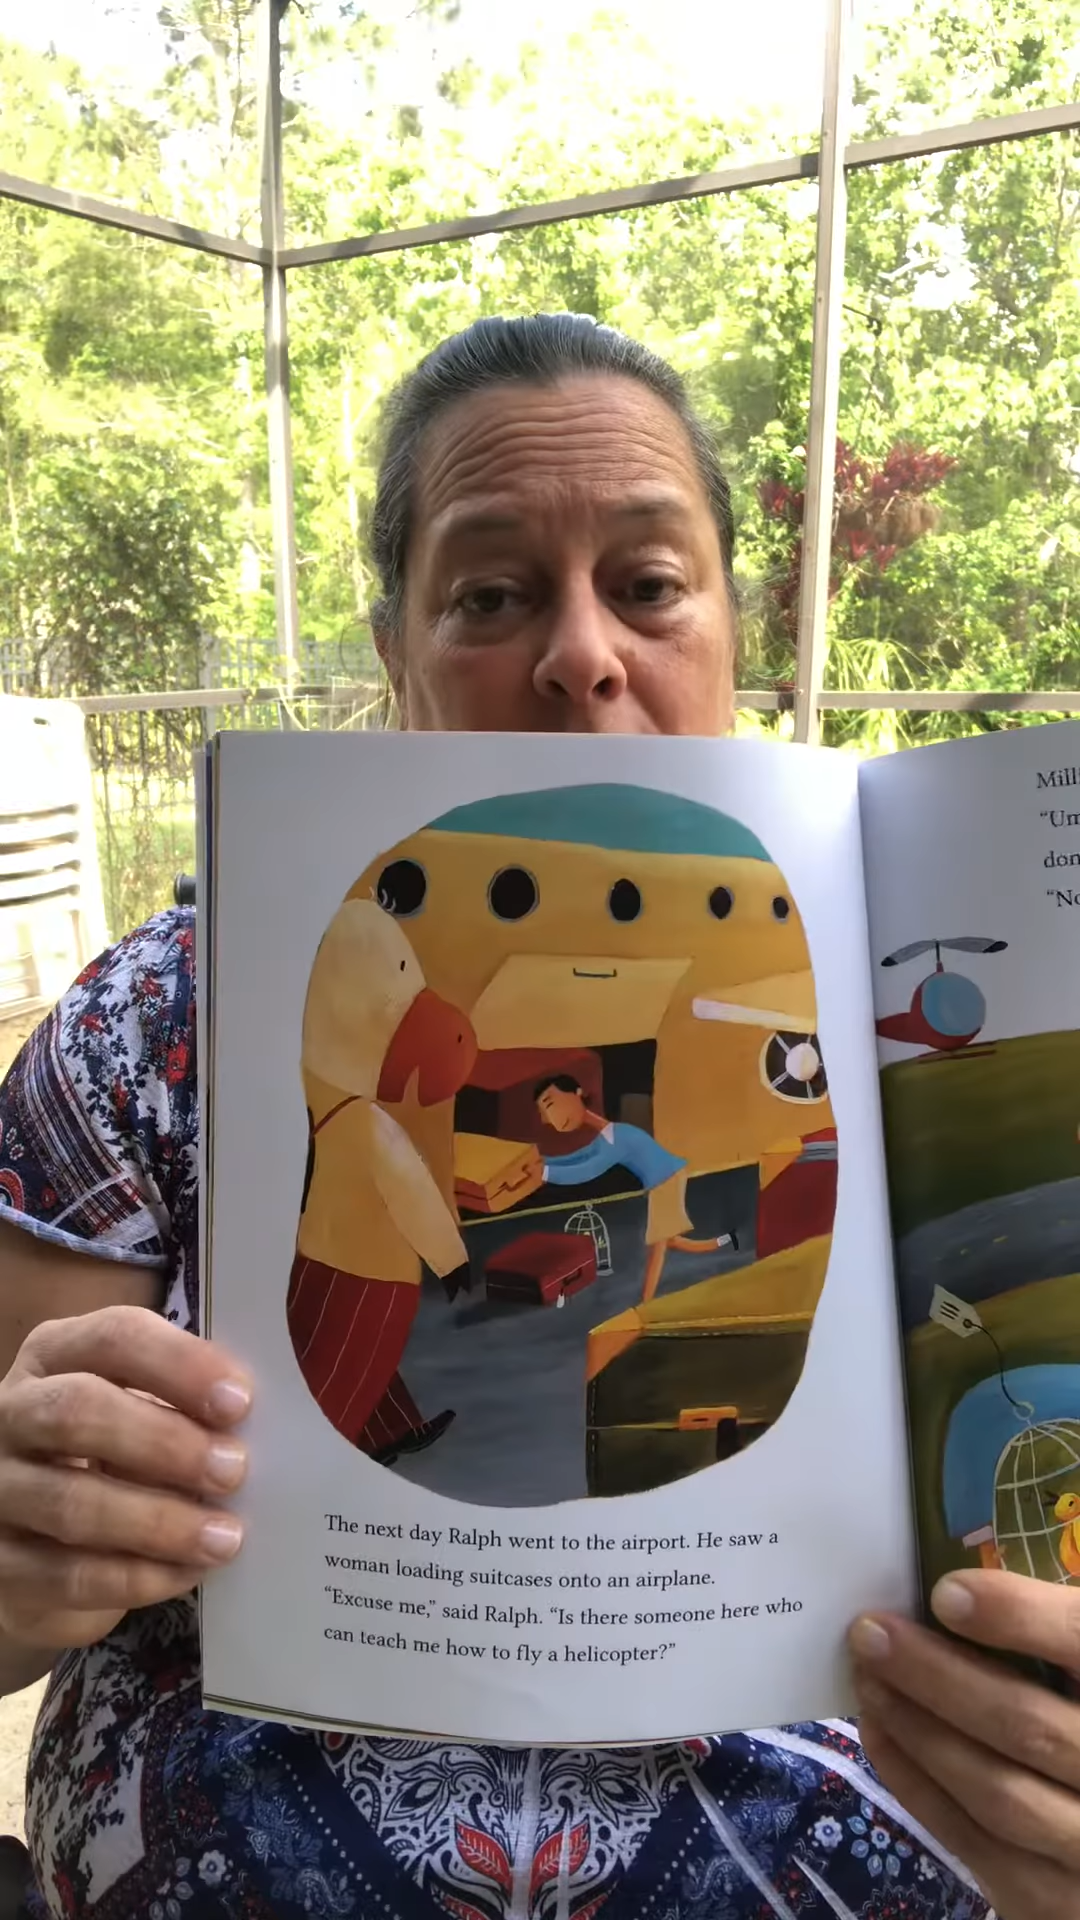 The next day Ralph went to the airport. He saw a
woman loading suitcases onto an airplane.
“Excuse me,” said Ralph. “Is there someone here who
can teach me how to fly a helicopter?”
“Um